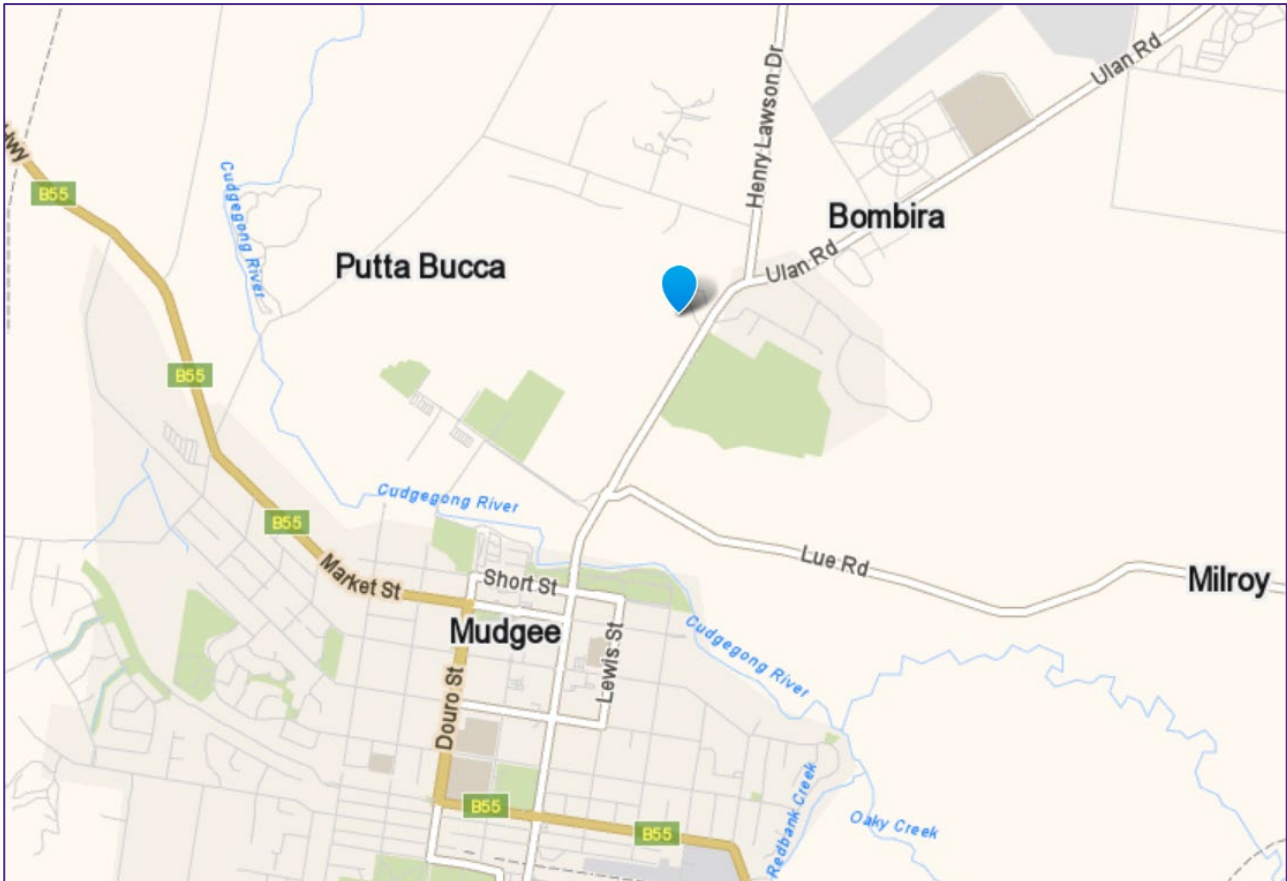 Ulan Rd
Henry Lawson Dr
Hwy
B55
Cudgegong River
Bombira
Putta Bucca
Ulan Rd
B55
Cudgegong River
B55
Lue Rd
Market St
Short St
Milroy
Mudgee
Lewis St
Cudgegong River
Douro St
B55
Redbank Creek
Oaky Creek
B55